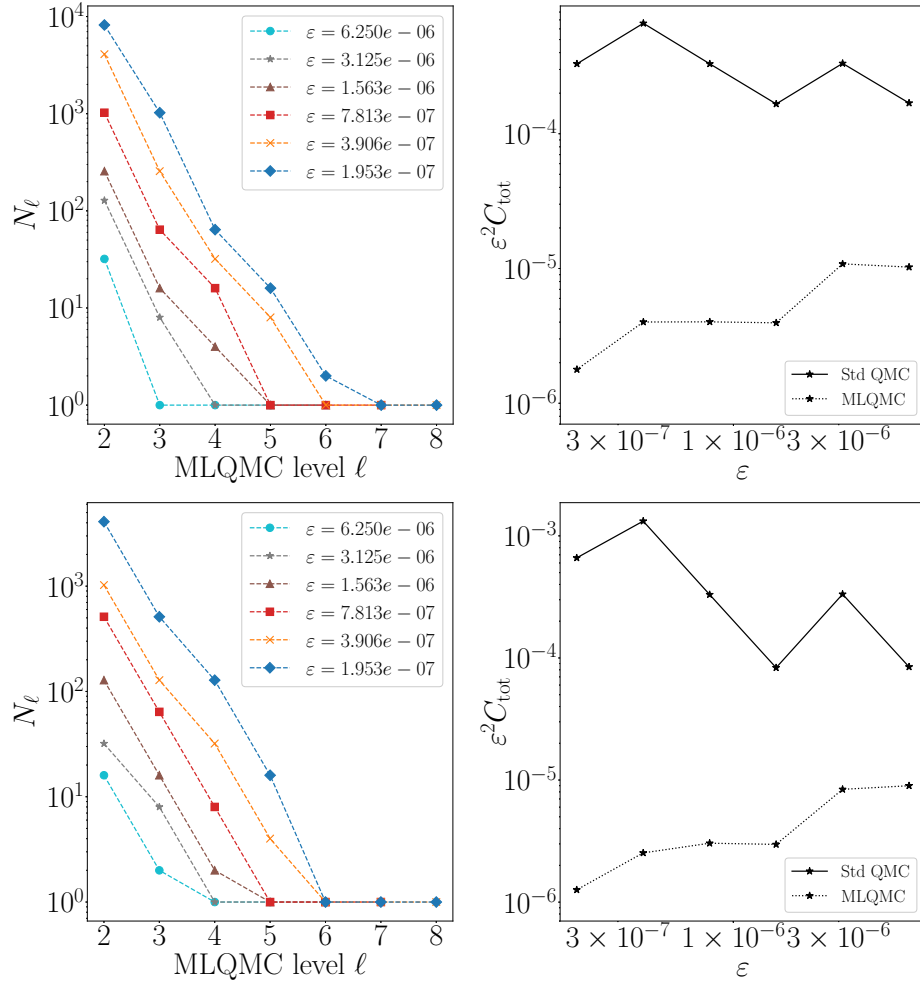 10^4
10^3
10^2
10^1
10^0
N_ℓ
2 3 4 5 6 7 8
MLQMC level ℓ
ε = 6.250e − 06
ε = 3.125e − 06
ε = 1.563e − 06
ε = 7.813e − 07
ε = 3.906e − 07
ε = 1.953e − 07
10^−4
10^−5
10^−6
ε^2 C_tot
Std QMC
MLQMC
3 × 10^−7 1 × 10^−6 3 × 10^−6
ε
10^3
10^2
10^1
10^0
N_ℓ
2 3 4 5 6 7 8
MLQMC level ℓ
ε = 6.250e − 06
ε = 3.125e − 06
ε = 1.563e − 06
ε = 7.813e − 07
ε = 3.906e − 07
ε = 1.953e − 07
10^−3
10^−4
10^−5
10^−6
ε^2 C_tot
Std QMC
MLQMC
3 × 10^−7 1 × 10^−6 3 × 10^−6
ε